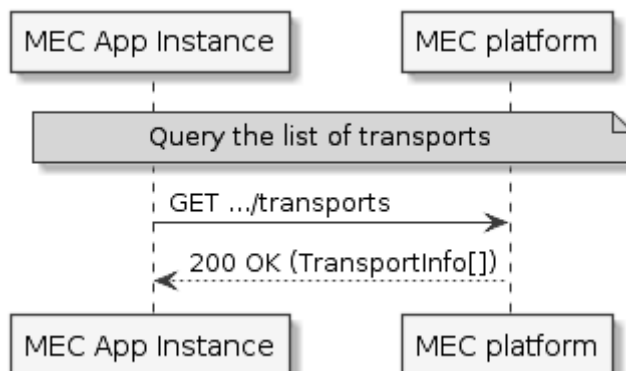 MEC App Instance
MEC platform
Query the list of transports
GET .../transports
200 OK (TransportInfo[])
MEC App Instance
MEC platform